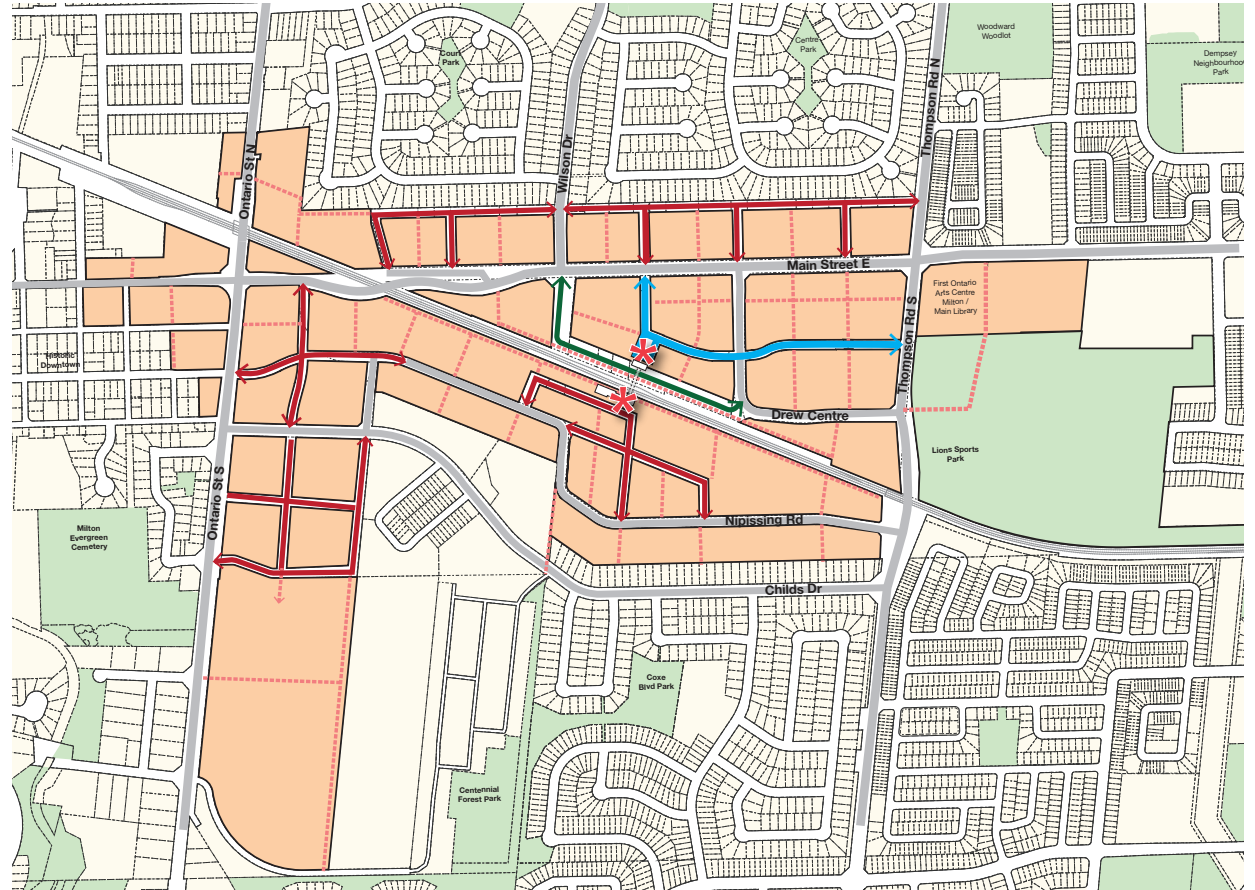 Woodward
Woodlot
Court
Park
Centre
Park
Dempsey
Neighbourhood
Park
Thompson Rd N
Wilson Dr
Ontario St N
Main Street E
First Ontario
Arts Centre
Milton /
Main Library
Thompson Rd S
Historic
Downtown
Drew Centre
Lions Sports
Park
Ontario St S
Milton
Evergreen
Cemetery
Nipissing Rd
Childs Dr
Coxe
Blvd Park
Centennial
Forest Park